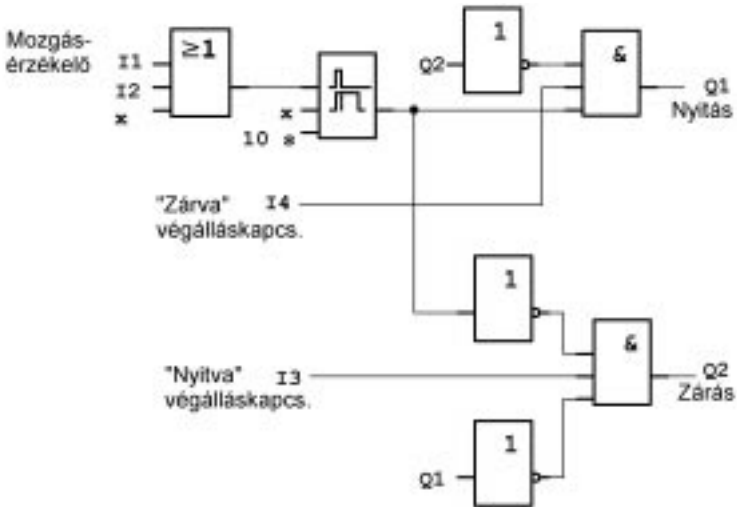 Mozgás-
érzékelő
I1
I2
x
≥1
x
10 s
Q2
1
&
Q1
Nyitás
"Zárva" I4
végálláskapcs.
1
"Nyitva" I3
végálláskapcs.
&
Q2
Zárás
Q1
1